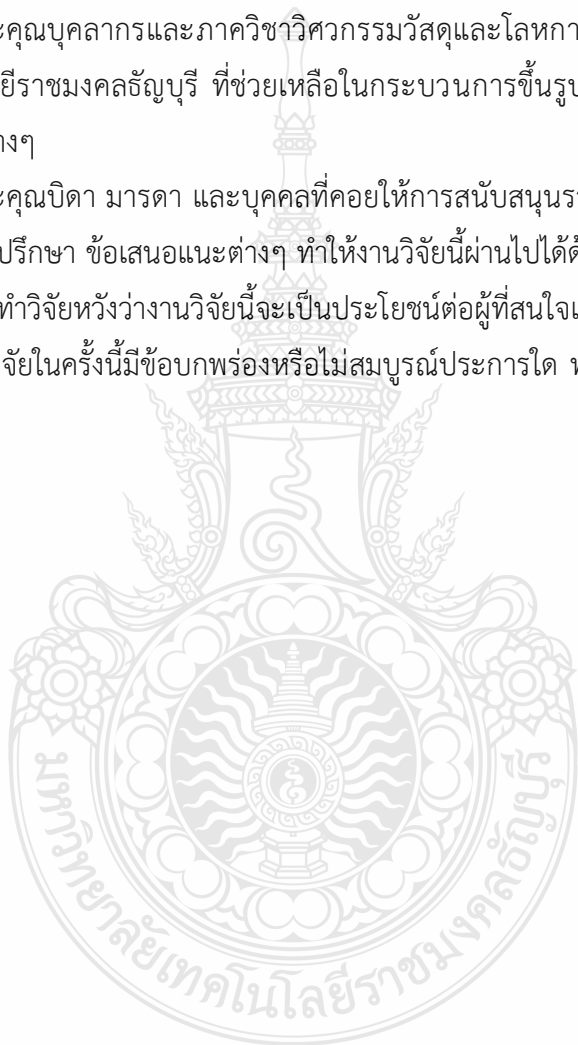 ะคุณบุคลากรและภาควิชาวิศวกรรมวัสดุและโลหกา
ยีราชมงคลธัญบุรี ที่ช่วยเหลือในกระบวนการขึ้นรูป
างๆ
ะคุณบิดา มารดา และบุคคลที่คอยให้การสนับสนุนร
ปรึกษา ข้อเสนอแนะต่างๆ ทำให้งานวิจัยนี้ผ่านไปได้ด้
ทำวิจัยหวังว่างานวิจัยนี้จะเป็นประโยชน์ต่อผู้ที่สนใจเ
จัยในครั้งนี้มีข้อบกพร่องหรือไม่สมบูรณ์ประการใด
มหาวิทยาลัยเทคโนโลยีราชมงคลธัญบุรี